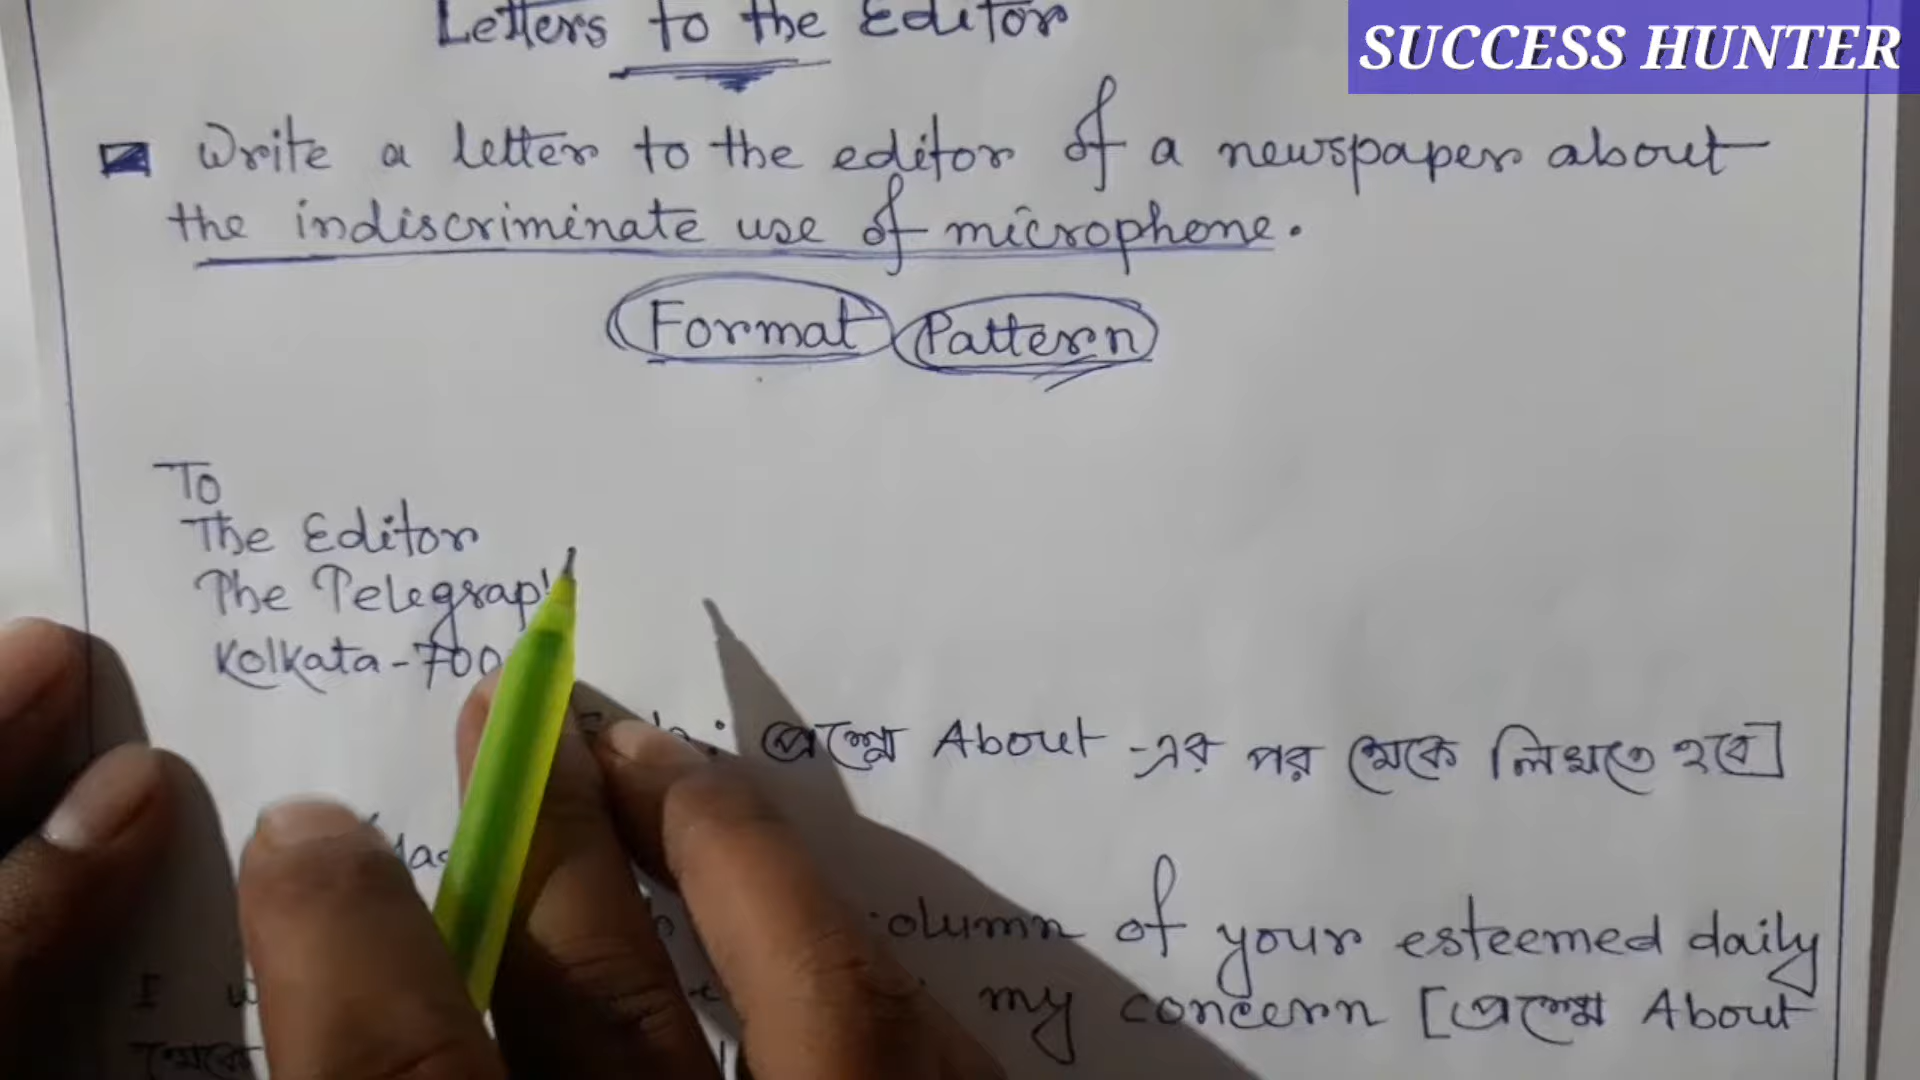 Letters to the Editor
SUCCESS HUNTER
Write a letter to the editor of a newspaper about
the indiscriminate use of microphone.
Format Pattern
To
The Editor
The Telegraph
Kolkata-700
প্রশ্নে About -এর পর থেকে লিখতে হবে]
column of your esteemed daily
I my concern [প্রশ্নে About
থেকে